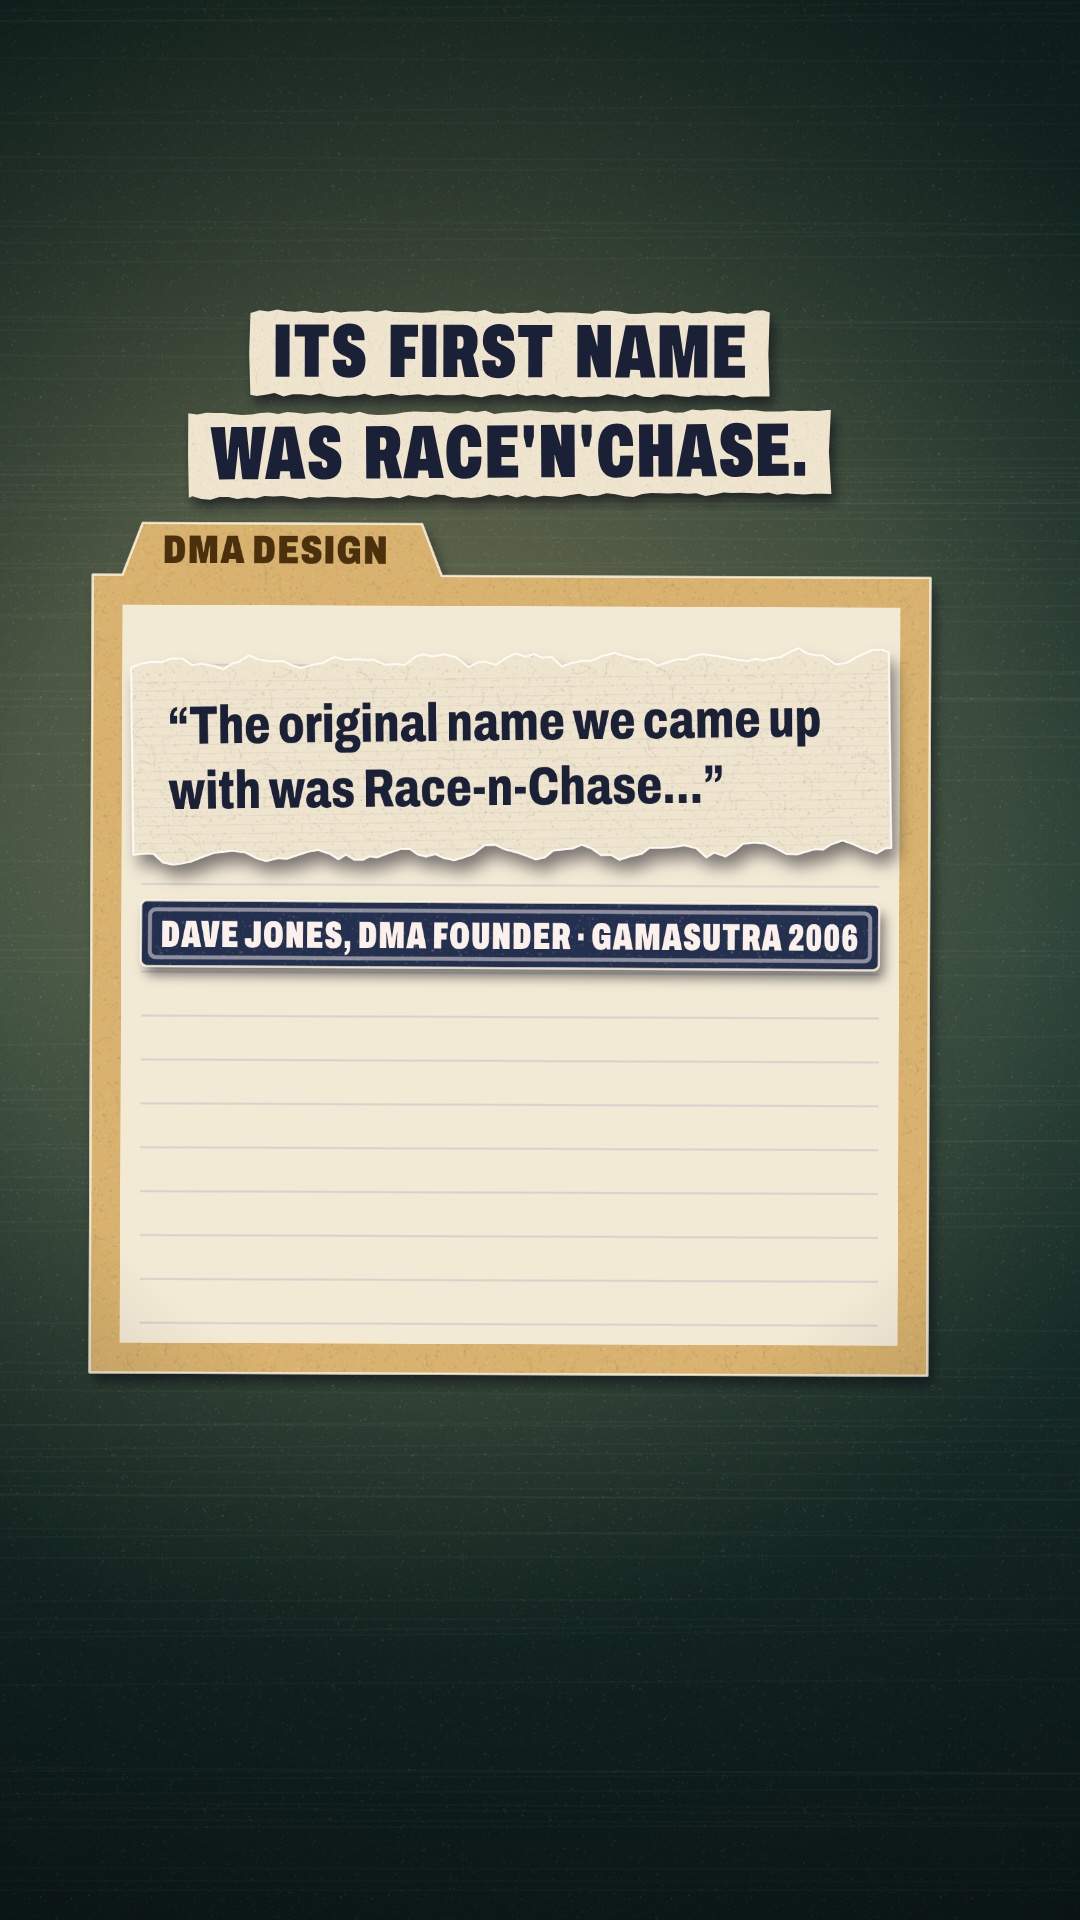 ITS FIRST NAME
WAS RACE'N'CHASE.
DMA DESIGN
“The original name we came up
with was Race-n-Chase...”
DAVE JONES, DMA FOUNDER · GAMASUTRA 2006